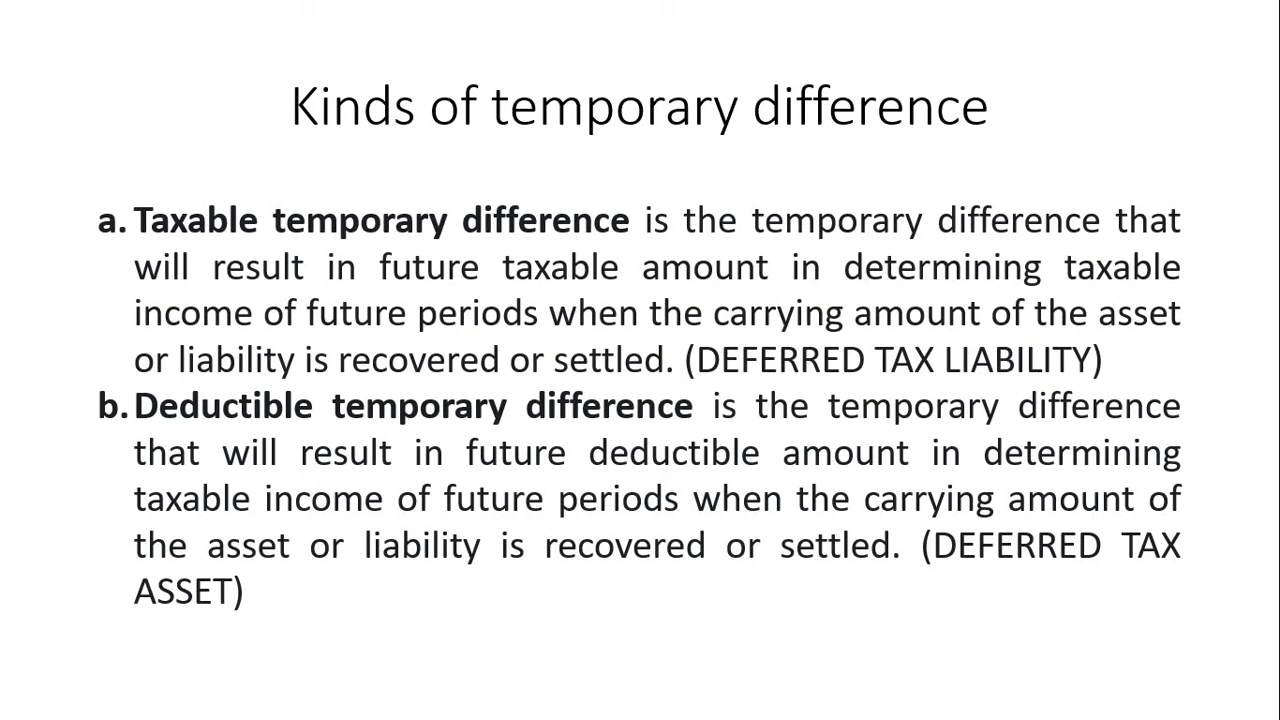 Kinds of temporary difference
a. Taxable temporary difference is the temporary difference that
will result in future taxable amount in determining taxable
income of future periods when the carrying amount of the asset
or liability is recovered or settled. (DEFERRED TAX LIABILITY)
b. Deductible temporary difference is the temporary difference
that will result in future deductible amount in determining
taxable income of future periods when the carrying amount of
the asset or liability is recovered or settled. (DEFERRED TAX
ASSET)